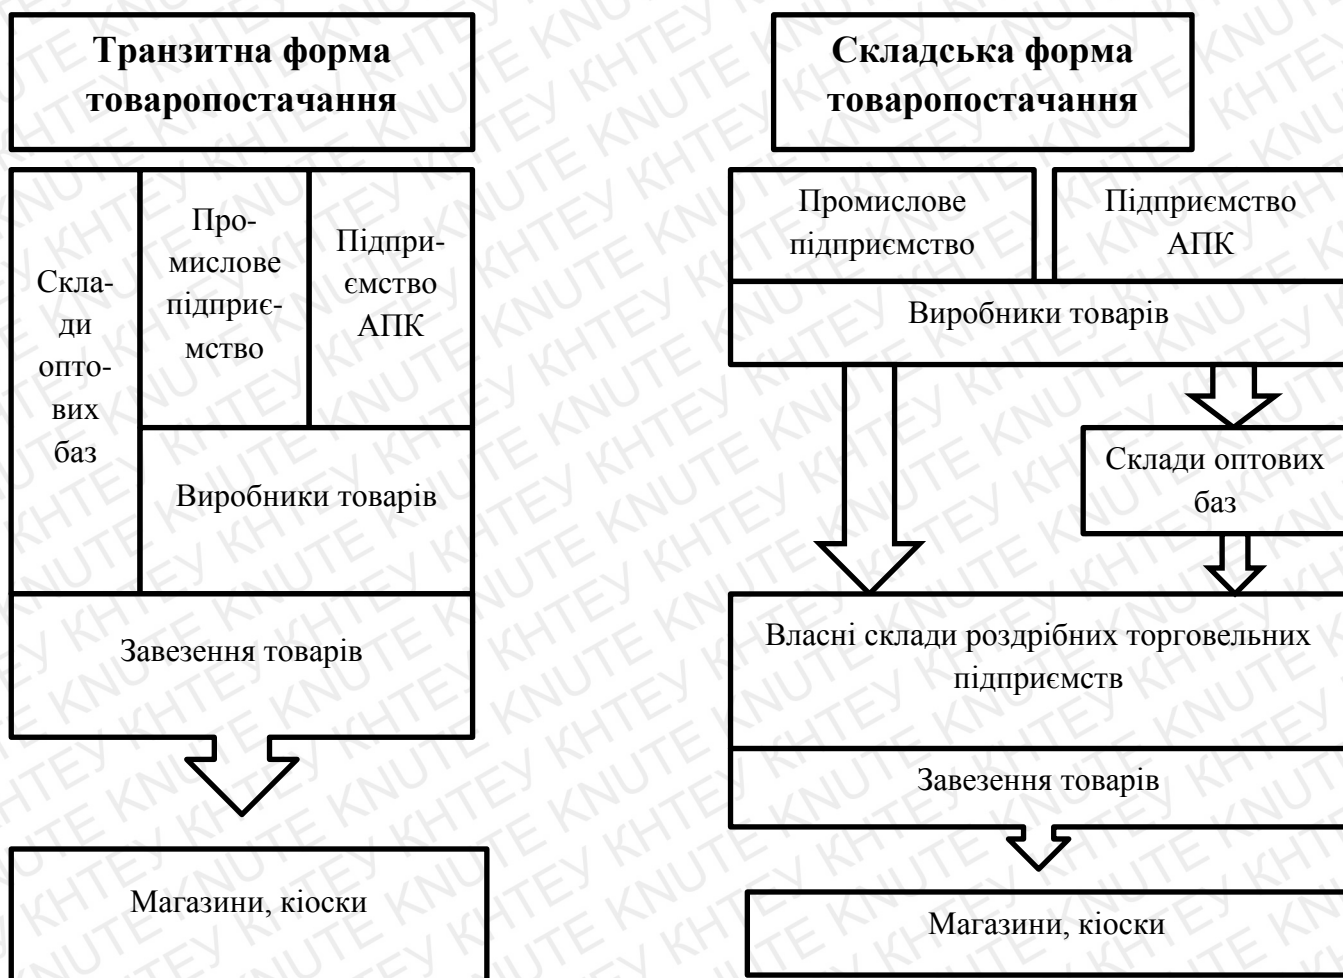 Транзитна форма
товаропостачання
Скла-
ди
опто-
вих
баз
Про-
мислове
підприє-
мство
Підпри-
ємство
АПК
Виробники товарів
Завезення товарів
Магазини, кіоски
Складська форма
товаропостачання
Промислове
підприємство
Підприємство
АПК
Виробники товарів
Склади оптових
баз
Власні склади роздрібних торговельних
підприємств
Завезення товарів
Магазини, кіоски